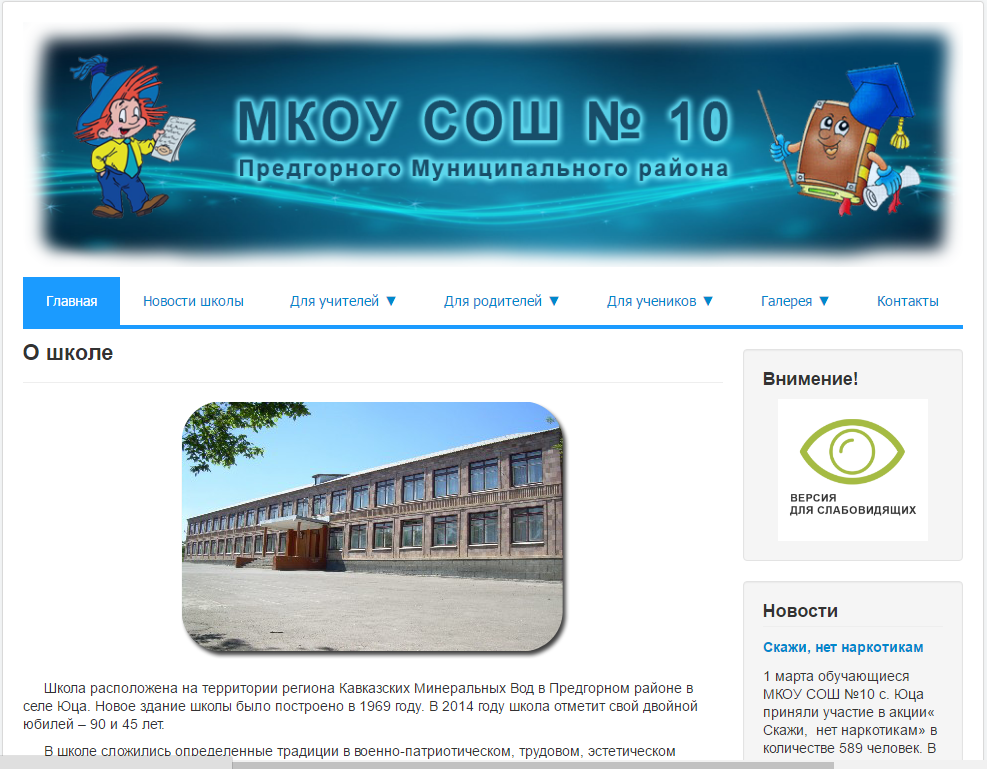 МКОУ СОШ № 10
Предгорного Муниципального района
Главная
Новости школы
Для учителей ▼
Для родителей ▼
Для учеников ▼
Галерея ▼
Контакты
О школе
Школа расположена на территории региона Кавказских Минеральных Вод в Предгорном районе в
селе Юца. Новое здание школы было построено в 1969 году. В 2014 году школа отметит свой двойной
юбилей – 90 и 45 лет.
В школе сложились определенные традиции в военно-патриотическом, трудовом, эстетическом
Внимение!
ВЕРСИЯ
ДЛЯ СЛАБОВИДЯЩИХ
Новости
Скажи, нет наркотикам
1 марта обучающиеся
МКОУ СОШ №10 с. Юца
приняли участие в акции«
Скажи,  нет наркотикам» в
количестве 589 человек. В